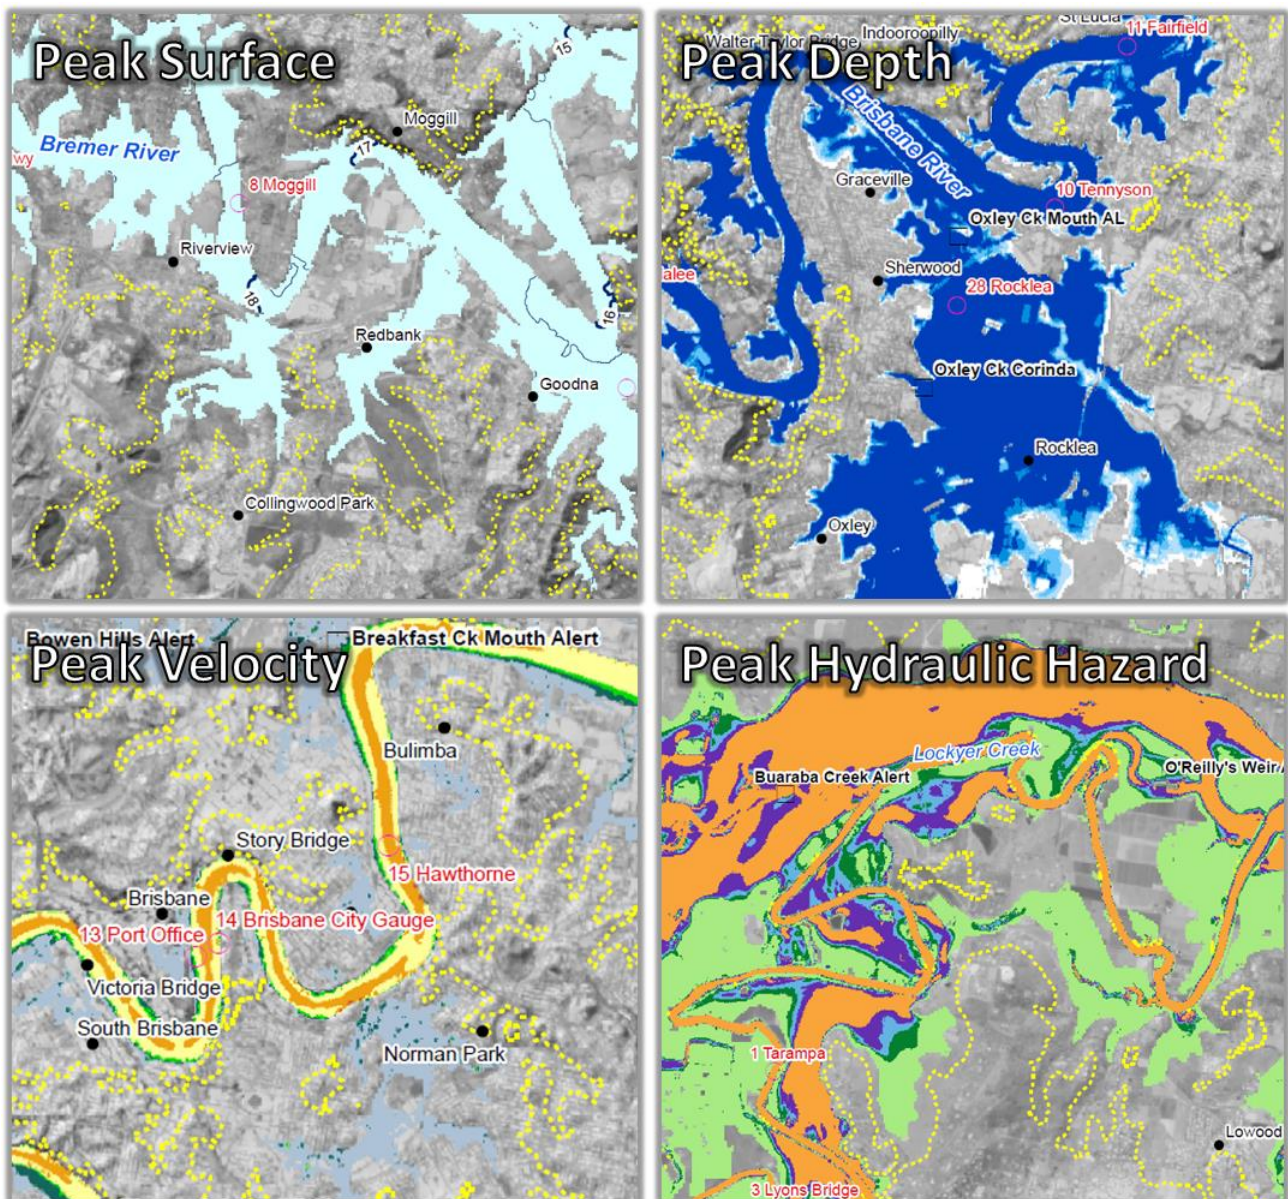 Peak Surface
15
Moggill
17
Bremer River
wy
8 Moggill
Riverview
18
16
Redbank
Goodna
Collingwood Park
St Lucia
11 Fairfield
Indooroopilly
Walter Taylor Bridge
Peak Depth
Brisbane River
Graceville
10 Tennyson
Oxley Ck Mouth AL
Sherwood
alee
28 Rocklea
Oxley Ck Corinda
Rocklea
Oxley
Bowen Hills Alert
Breakfast Ck Mouth Alert
Peak Velocity
Bulimba
Story Bridge
15 Hawthorne
Brisbane
14 Brisbane City Gauge
13 Port Office
Victoria Bridge
South Brisbane
Norman Park
Peak Hydraulic Hazard
Lockyer Creek
Buaraba Creek Alert
O'Reilly's Weir A
1 Tarampa
Lowood
3 Lyons Bridge